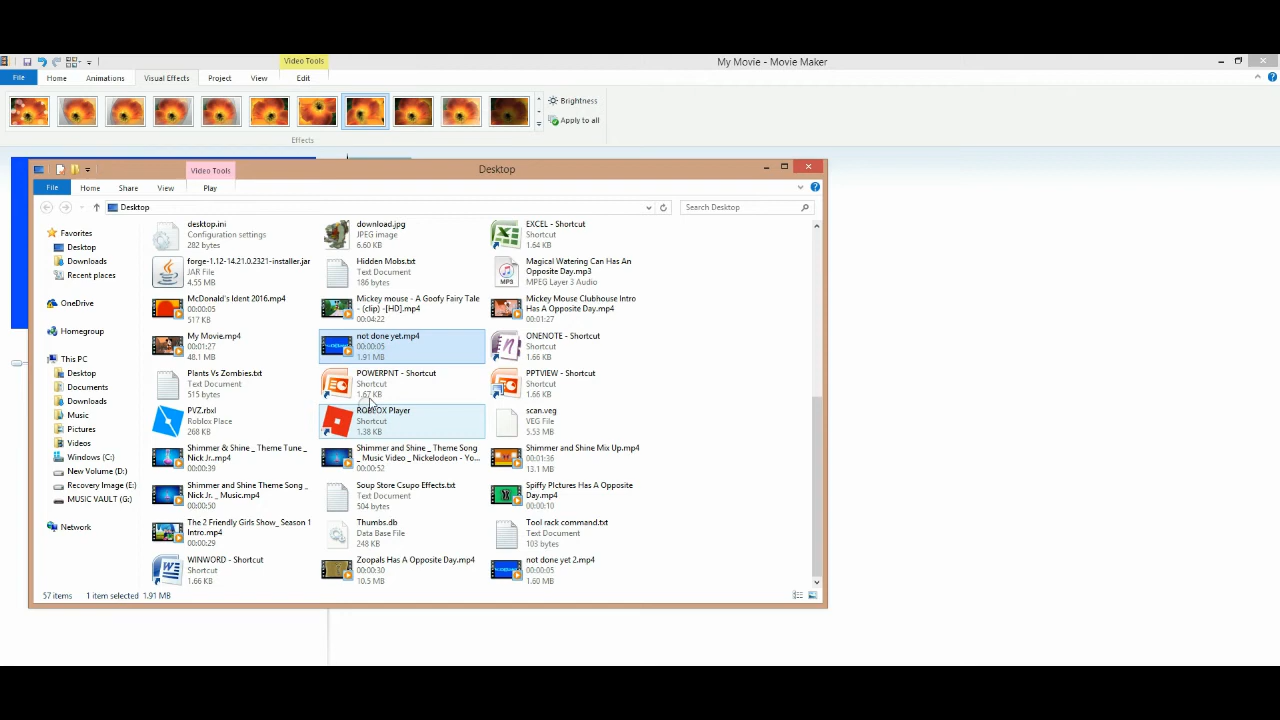 Video Tools
My Movie - Movie Maker
File
Home
Animations
Visual Effects
Project
View
Edit
Brightness
Apply to all
Effects
Video Tools
Desktop
File
Home
Share
View
Play
Desktop
Search Desktop
Favorites
Desktop
Downloads
Recent places
OneDrive
Homegroup
This PC
Desktop
Documents
Downloads
Music
Pictures
Videos
Windows (C:)
New Volume (D:)
Recovery Image (E:)
MUSIC VAULT (G:)
Network
desktop.ini
Configuration settings
282 bytes
download.jpg
JPEG image
6.60 KB
EXCEL - Shortcut
Shortcut
1.64 KB
forge-1.12-14.21.0.2321-installer.jar
JAR File
4.55 MB
Hidden Mobs.txt
Text Document
186 bytes
Magical Watering Can Has An
Opposite Day.mp3
MPEG Layer 3 Audio
McDonald's Ident 2016.mp4
00:00:05
517 KB
Mickey mouse - A Goofy Fairy Tale
- (clip) -[HD].mp4
00:04:22
Mickey Mouse Clubhouse Intro
Has A Opposite Day.mp4
00:01:27
My Movie.mp4
00:01:27
48.1 MB
not done yet.mp4
00:00:05
1.91 MB
ONENOTE - Shortcut
Shortcut
1.66 KB
Plants Vs Zombies.txt
Text Document
515 bytes
POWERPNT - Shortcut
Shortcut
1.67 KB
PPTVIEW - Shortcut
Shortcut
1.66 KB
PVZ.rbxl
Roblox Place
268 KB
ROBLOX Player
Shortcut
1.38 KB
scan.veg
VEG File
5.53 MB
Shimmer & Shine _ Theme Tune _
Nick Jr..mp4
00:00:39
Shimmer and Shine _ Theme Song
_ Music Video _ Nickelodeon - Yo...
00:00:52
Shimmer and Shine Mix Up.mp4
00:01:36
13.1 MB
Shimmer and Shine Theme Song _
Nick Jr. _ Music.mp4
00:00:50
Soup Store Csupo Effects.txt
Text Document
504 bytes
Spiffy PIctures Has A Opposite
Day.mp4
00:00:10
The 2 Friendly Girls Show_ Season 1
Intro.mp4
00:00:29
Thumbs.db
Data Base File
248 KB
Tool rack command.txt
Text Document
103 bytes
WINWORD - Shortcut
Shortcut
1.66 KB
Zoopals Has A Opposite Day.mp4
00:00:30
10.5 MB
not done yet 2.mp4
00:00:05
1.60 MB
57 items
1 item selected 1.91 MB